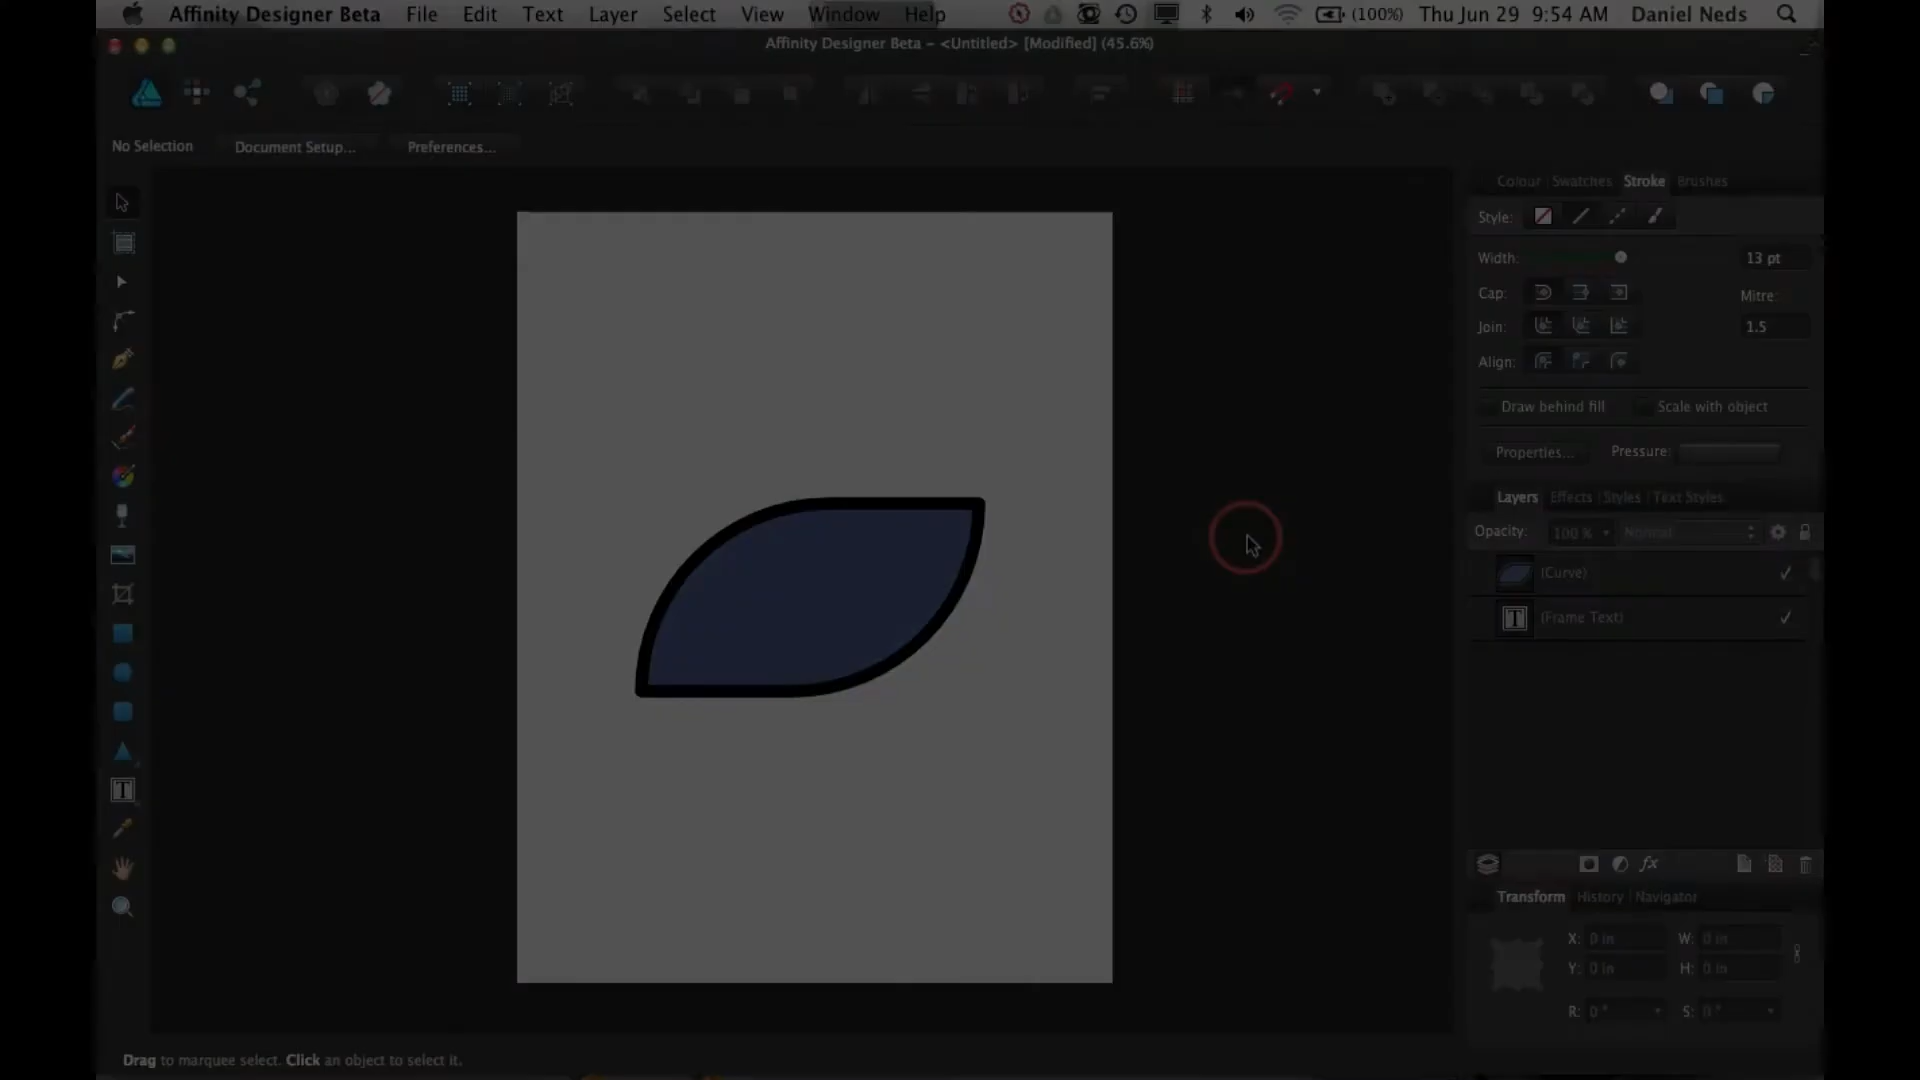 Affinity Designer Beta File Edit Text Layer Select View Window Help (100%) Thu Jun 29 9:54 AM Daniel Neds
Affinity Designer Beta – <Untitled> [Modified] (45.6%)
No Selection Document Setup... Preferences...
Colour Swatches Stroke Brushes
Style:
Width: 13 pt
Cap: Mitre:
Join: 1.5
Align:
Draw behind fill Scale with object
Properties... Pressure:
Layers Effects Styles Text Styles
Opacity: 100 % Normal
(Curve)
T (Frame Text)
T
fx
Transform History Navigator
X: 0 in W: 0 in
Y: 0 in H: 0 in
R: 0 ° S: 0 °
Drag to marquee select. Click an object to select it.